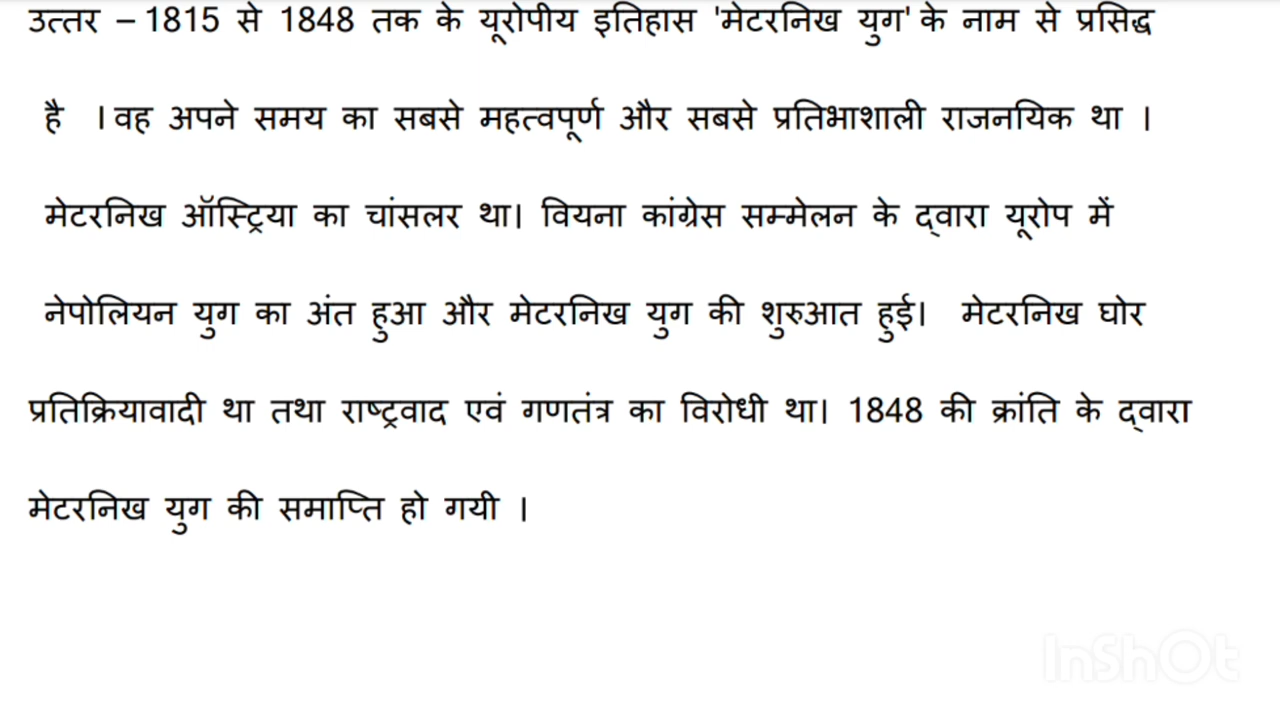 उत्तर – 1815 से 1848 तक के यूरोपीय इतिहास 'मेटरनिख युग' के नाम से प्रसिद्ध
है । वह अपने समय का सबसे महत्वपूर्ण और सबसे प्रतिभाशाली राजनयिक था ।
मेटरनिख ऑस्ट्रिया का चांसलर था। वियना कांग्रेस सम्मेलन के द्वारा यूरोप में
नेपोलियन युग का अंत हुआ और मेटरनिख युग की शुरुआत हुई। मेटरनिख घोर
प्रतिक्रियावादी था तथा राष्ट्रवाद एवं गणतंत्र का विरोधी था। 1848 की क्रांति के द्वारा
मेटरनिख युग की समाप्ति हो गयी ।
InShOt